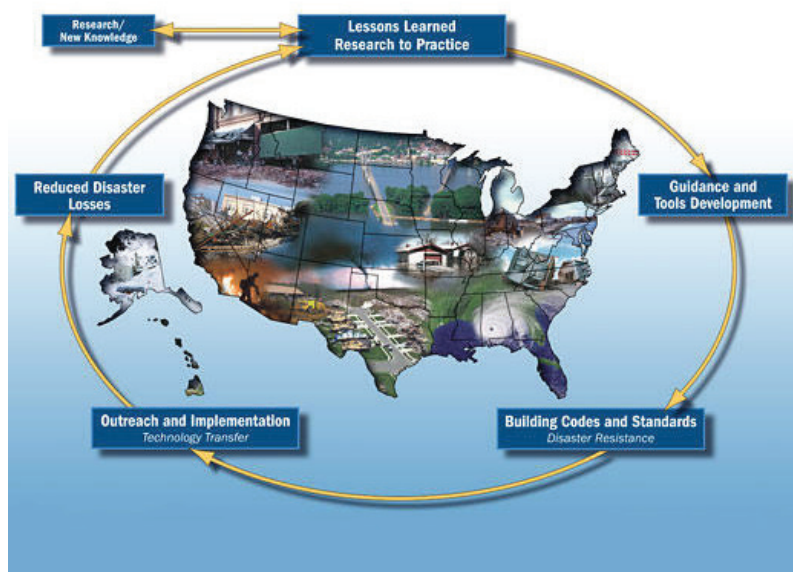 Research/
New Knowledge
Lessons Learned
Research to Practice
Reduced Disaster
Losses
Guidance and
Tools Development
Outreach and Implementation
Technology Transfer
Building Codes and Standards
Disaster Resistance